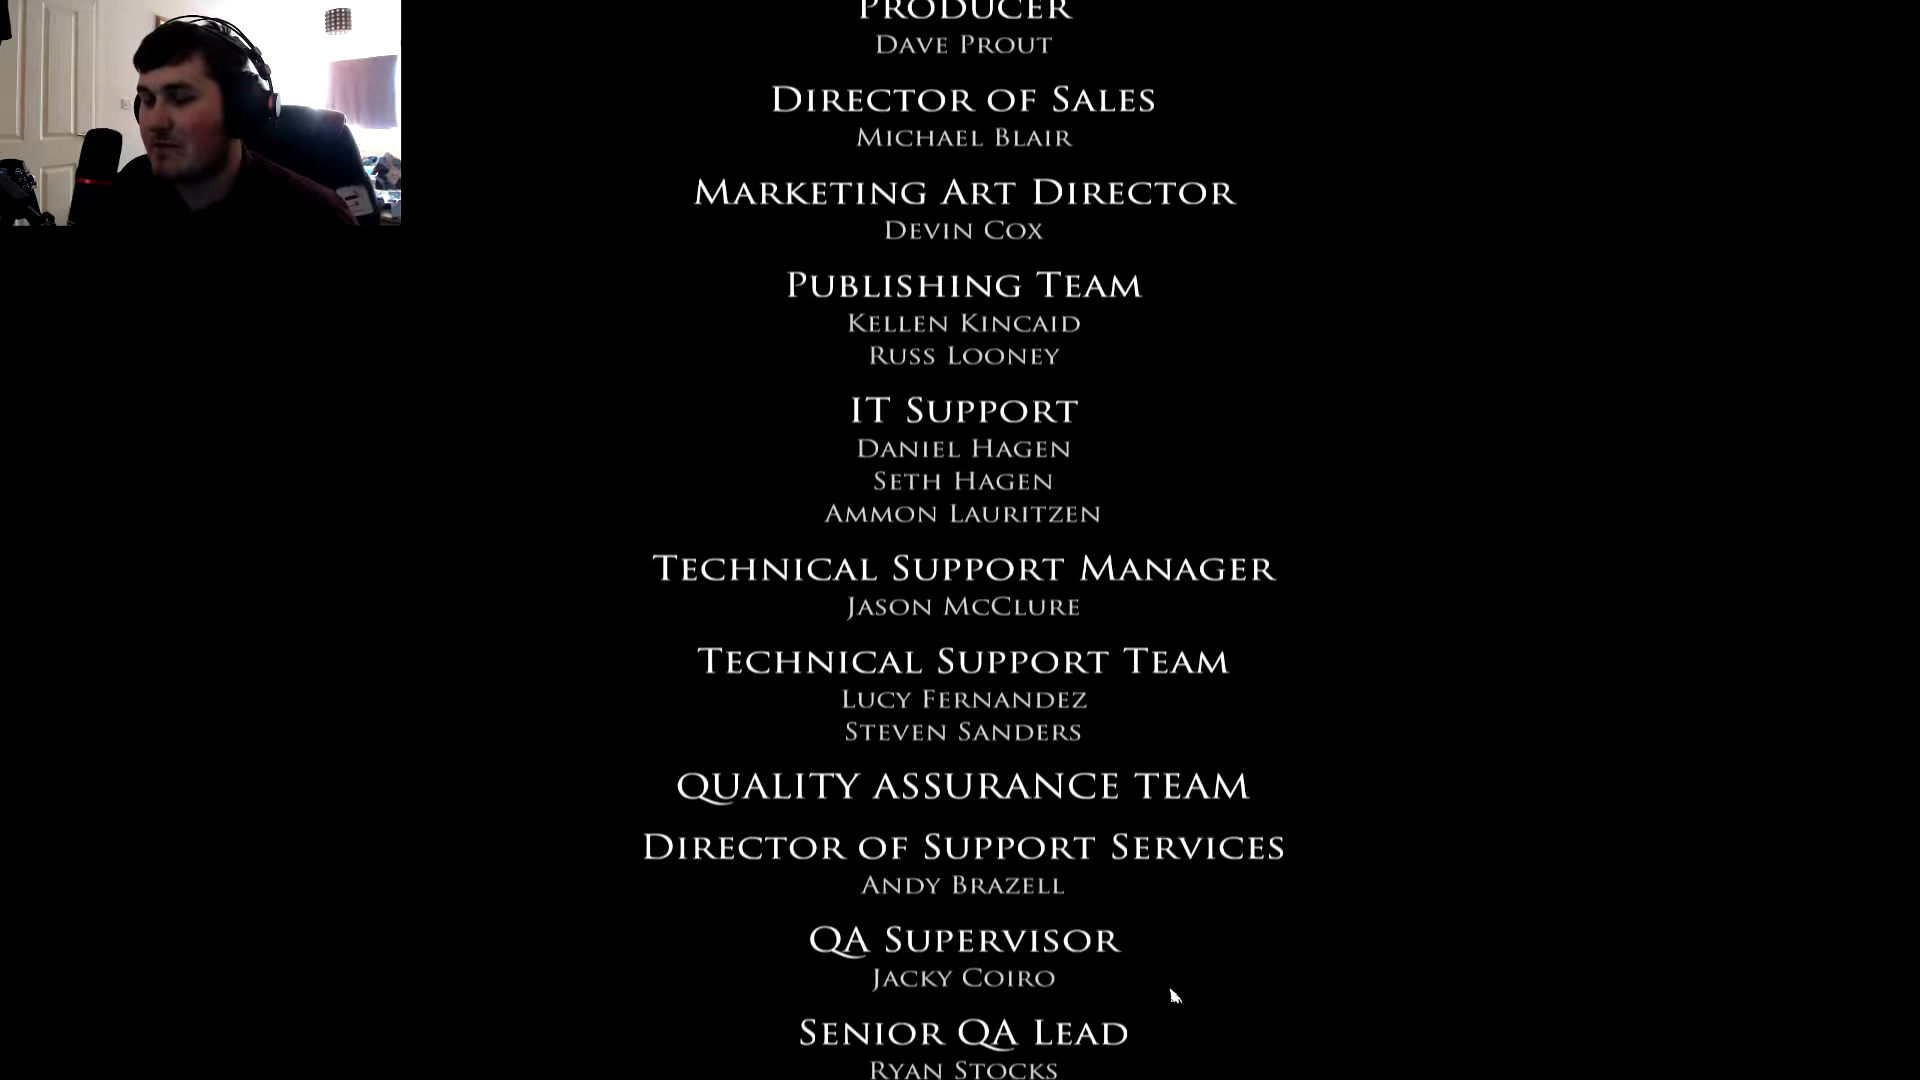 PRODUCER
DAVE PROUT
DIRECTOR OF SALES
MICHAEL BLAIR
MARKETING ART DIRECTOR
DEVIN COX
PUBLISHING TEAM
KELLEN KINCAID
RUSS LOONEY
IT SUPPORT
DANIEL HAGEN
SETH HAGEN
AMMON LAURITZEN
TECHNICAL SUPPORT MANAGER
JASON MCCLURE
TECHNICAL SUPPORT TEAM
LUCY FERNANDEZ
STEVEN SANDERS
QUALITY ASSURANCE TEAM
DIRECTOR OF SUPPORT SERVICES
ANDY BRAZELL
QA SUPERVISOR
JACKY COIRO
SENIOR QA LEAD
RYAN STOCKS